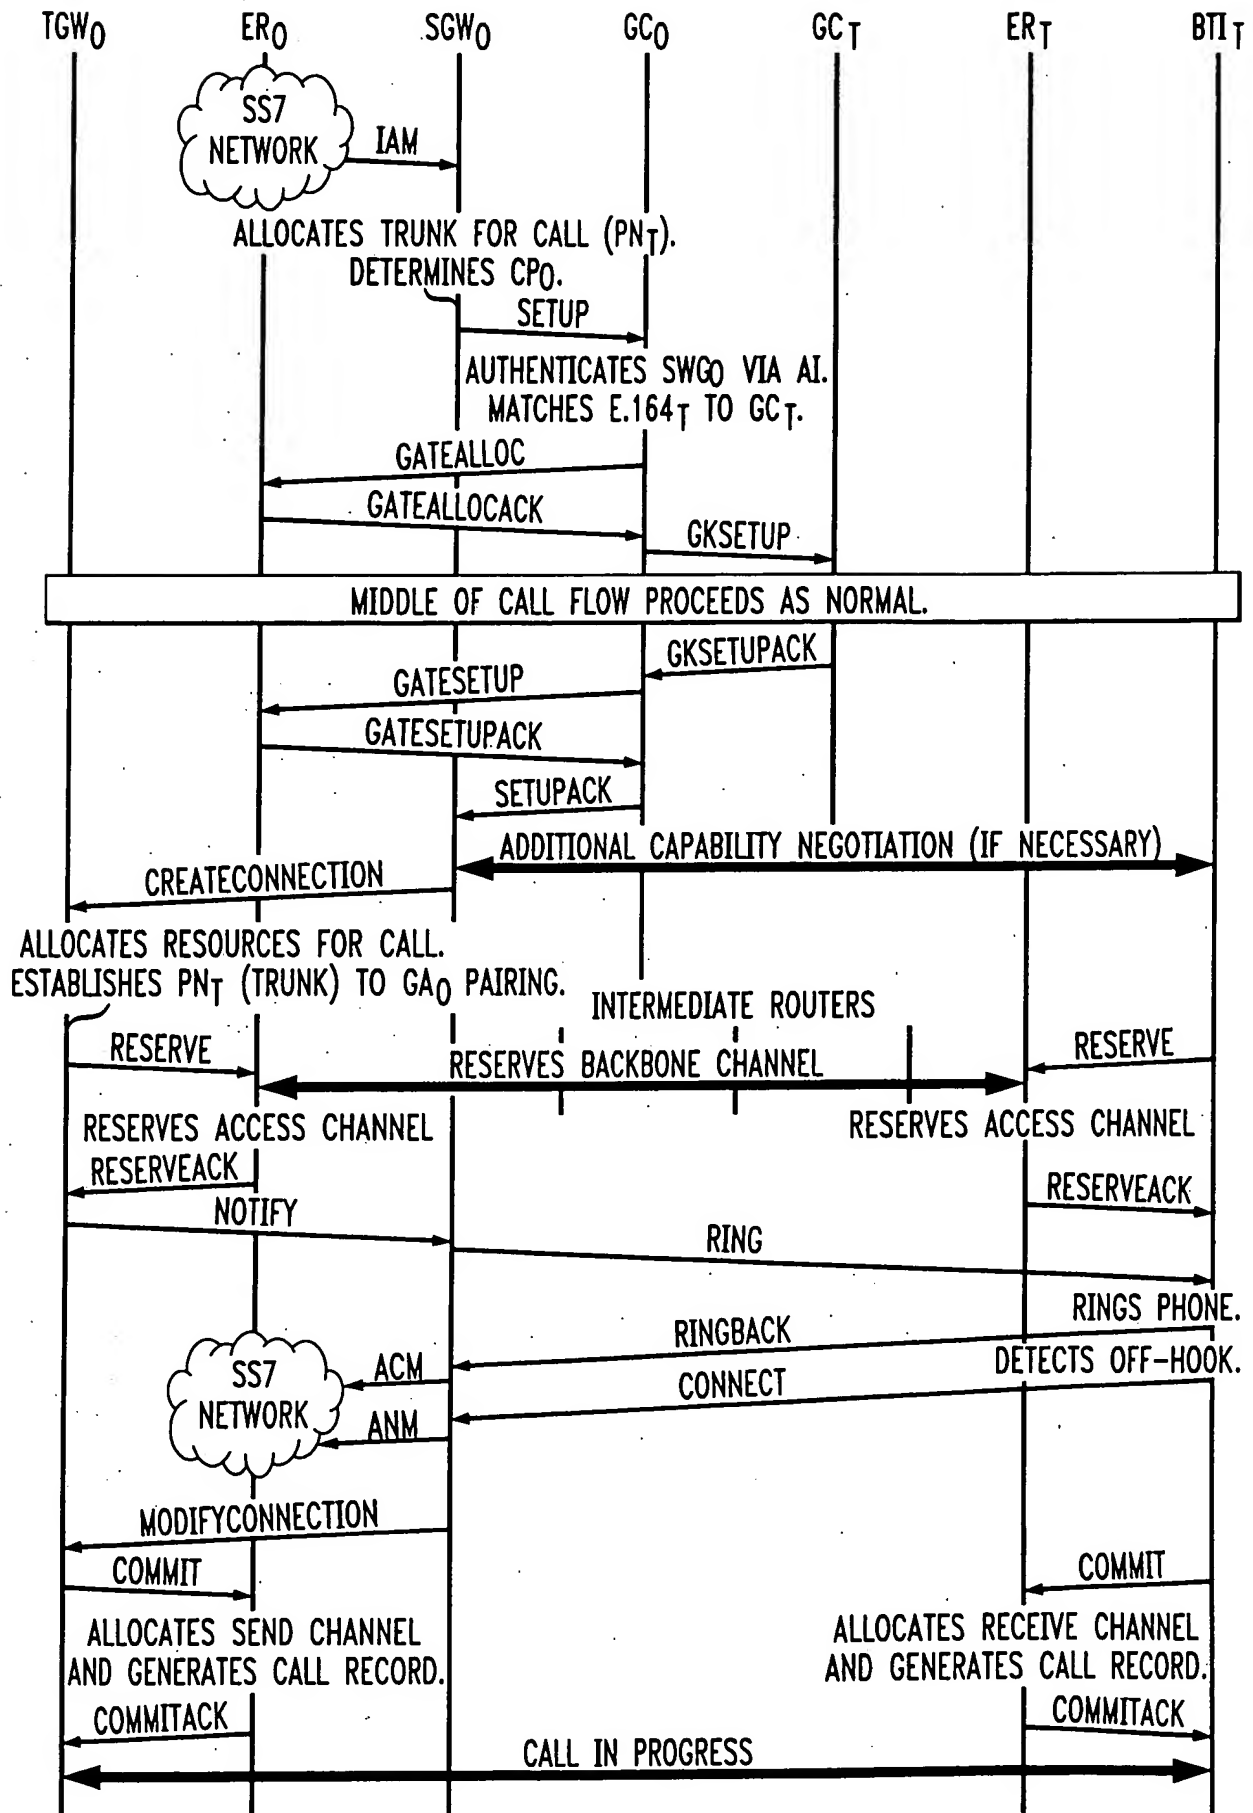 TGWO ERO SGWO GCO GCT ERT BTIT
SS7
NETWORK
IAM
ALLOCATES TRUNK FOR CALL (PNT).
DETERMINES CPO.
SETUP
AUTHENTICATES SWGO VIA AI.
MATCHES E.164T TO GCT.
GATEALLOC
GATEALLOCACK
GKSETUP
MIDDLE OF CALL FLOW PROCEEDS AS NORMAL.
GKSETUPACK
GATESETUP
GATESETUPACK
SETUPACK
ADDITIONAL CAPABILITY NEGOTIATION (IF NECESSARY)
CREATECONNECTION
ALLOCATES RESOURCES FOR CALL.
ESTABLISHES PNT (TRUNK) TO GAO PAIRING.
INTERMEDIATE ROUTERS
RESERVE
RESERVES BACKBONE CHANNEL
RESERVE
RESERVES ACCESS CHANNEL
RESERVES ACCESS CHANNEL
RESERVEACK
RESERVEACK
NOTIFY
RING
RINGS PHONE.
RINGBACK
DETECTS OFF-HOOK.
SS7
NETWORK
ACM
CONNECT
ANM
MODIFYCONNECTION
COMMIT
COMMIT
ALLOCATES SEND CHANNEL
AND GENERATES CALL RECORD.
ALLOCATES RECEIVE CHANNEL
AND GENERATES CALL RECORD.
COMMITACK
COMMITACK
CALL IN PROGRESS